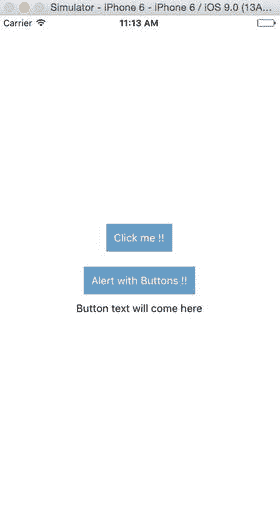 Simulator - iPhone 6 - iPhone 6 / iOS 9.0 (13A...
Carrier 11:13 AM
Click me !!
Alert with Buttons !!
Button text will come here